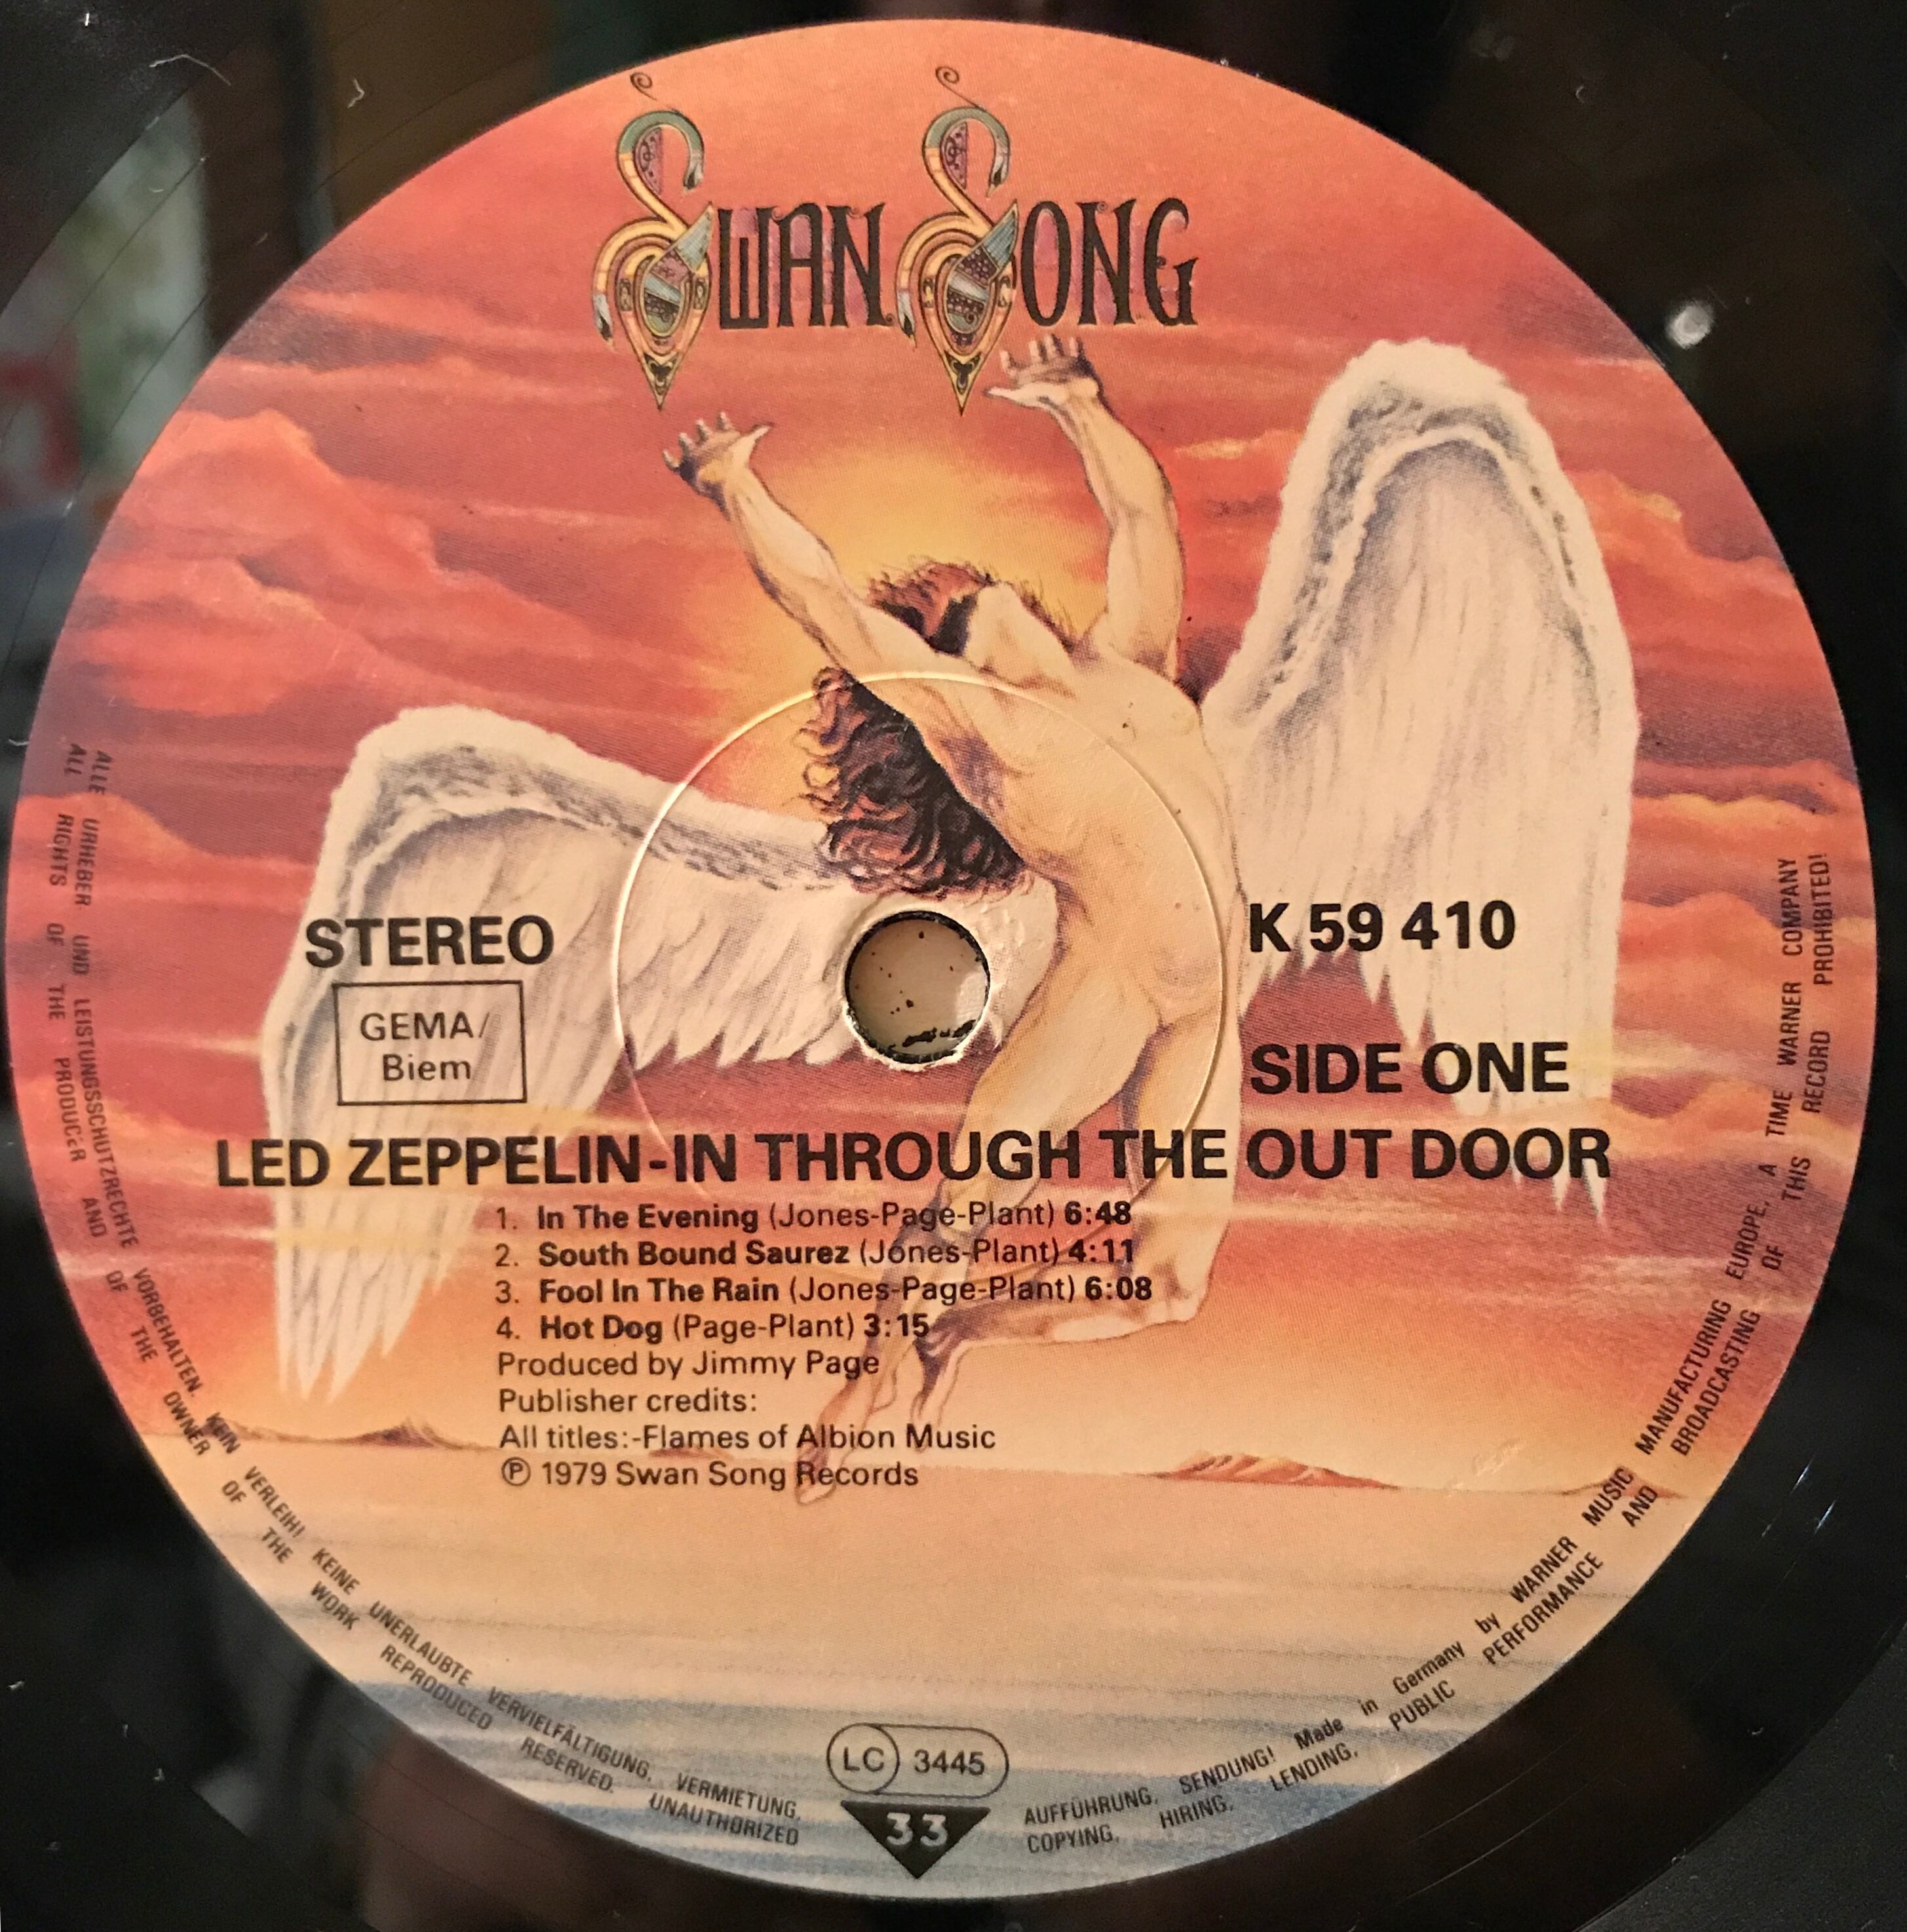 SWAN SONG
STEREO
K 59 410
GEMA/
Biem
SIDE ONE
LED ZEPPELIN-IN THROUGH THE OUT DOOR
1. In The Evening (Jones-Page-Plant) 6:48
2. South Bound Saurez (Jones-Plant) 4:11
3. Fool In The Rain (Jones-Page-Plant) 6:08
4. Hot Dog (Page-Plant) 3:15
Produced by Jimmy Page
Publisher credits:
All titles:-Flames of Albion Music
Ⓟ 1979 Swan Song Records
LC 3445
33
ALLE URHEBER UND LEISTUNGSSCHUTZRECHTE VORBEHALTEN. KEIN VERLEIH! KEINE UNERLAUBTE VERVIELFÄLTIGUNG, VERMIETUNG, AUFFÜHRUNG, SENDUNG! Made in Germany by WARNER MUSIC MANUFACTURING EUROPE, A TIME WARNER COMPANY
ALL RIGHTS OF THE PRODUCER AND OF THE OWNER OF THE WORK REPRODUCED RESERVED. UNAUTHORIZED COPYING, HIRING, LENDING, PUBLIC PERFORMANCE AND BROADCASTING OF THIS RECORD PROHIBITED!